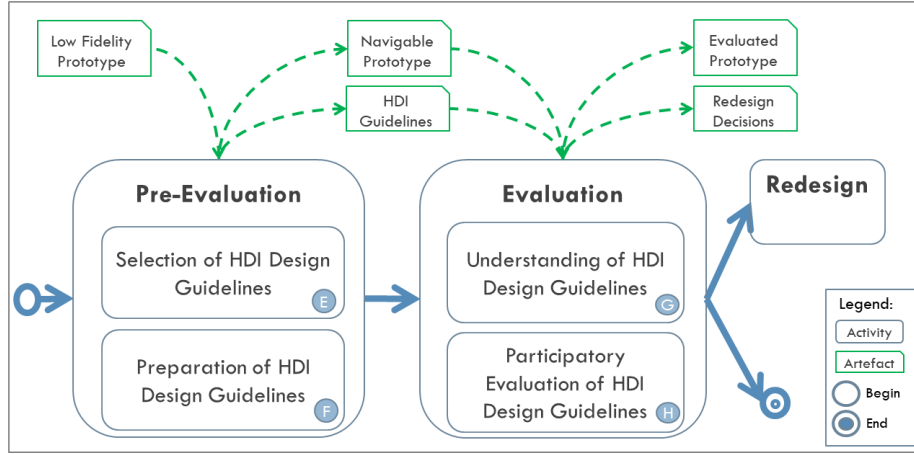 Low Fidelity
Prototype
Navigable
Prototype
Evaluated
Prototype
HDI
Guidelines
Redesign
Decisions
Pre-Evaluation
Selection of HDI Design
Guidelines
E
Preparation of HDI
Design Guidelines
F
Evaluation
Understanding of HDI
Design Guidelines
G
Participatory
Evaluation of HDI
Design Guidelines
H
Redesign
Legend:
Activity
Artefact
Begin
End